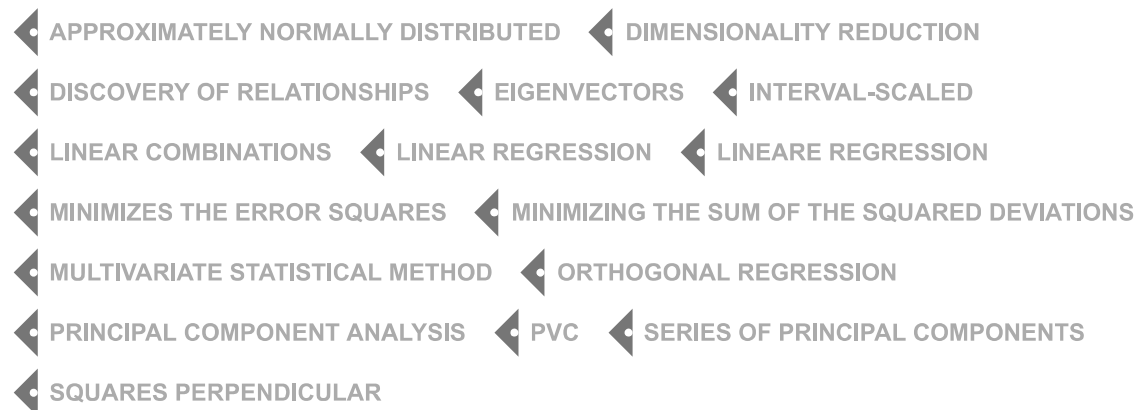 APPROXIMATELY NORMALLY DISTRIBUTED DIMENSIONALITY REDUCTION
DISCOVERY OF RELATIONSHIPS EIGENVECTORS INTERVAL-SCALED
LINEAR COMBINATIONS LINEAR REGRESSION LINEARE REGRESSION
MINIMIZES THE ERROR SQUARES MINIMIZING THE SUM OF THE SQUARED DEVIATIONS
MULTIVARIATE STATISTICAL METHOD ORTHOGONAL REGRESSION
PRINCIPAL COMPONENT ANALYSIS PVC SERIES OF PRINCIPAL COMPONENTS
SQUARES PERPENDICULAR